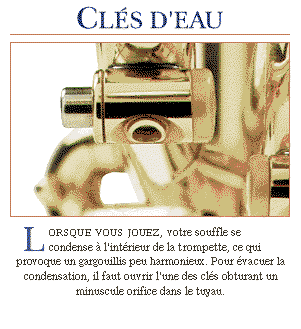 CLÉS D'EAU
LORSQUE VOUS JOUEZ, votre souffle se
condense à l'intérieur de la trompette, ce qui
provoque un gargouillis peu harmonieux. Pour évacuer la
condensation, il faut ouvrir l'une des clés obturant un
minuscule orifice dans le tuyau.